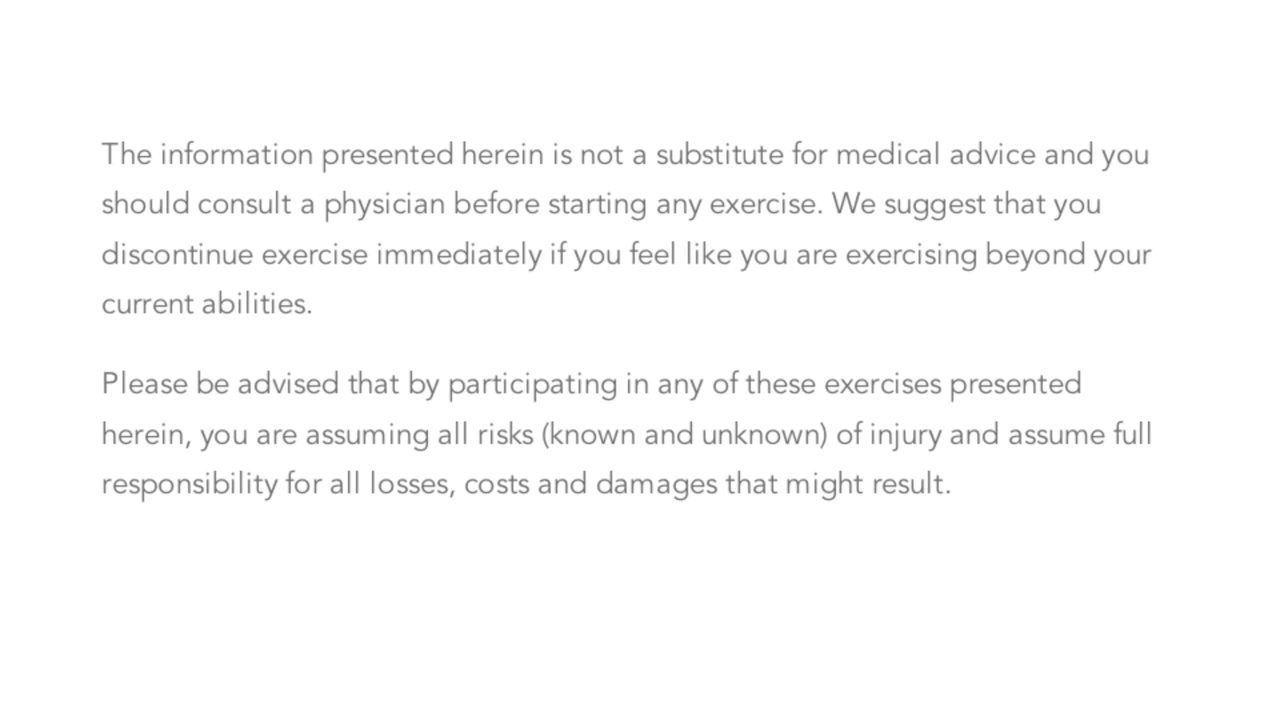 The information presented herein is not a substitute for medical advice and you
should consult a physician before starting any exercise. We suggest that you
discontinue exercise immediately if you feel like you are exercising beyond your
current abilities.
Please be advised that by participating in any of these exercises presented
herein, you are assuming all risks (known and unknown) of injury and assume full
responsibility for all losses, costs and damages that might result.